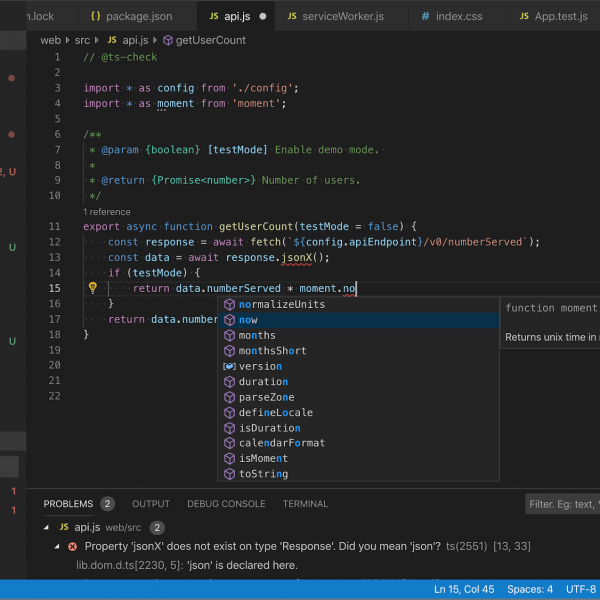 n.lock {} package.json JS api.js JS serviceWorker.js # index.css JS App.test.js
web src JS api.js getUserCount
1 // @ts-check
2
3 import * as config from './config';
4 import * as moment from 'moment';
5
6 /**
7 * @param {boolean} [testMode] Enable demo mode.
8 *
9 * @return {Promise<number>} Number of users.
10 */
1 reference
11 export async function getUserCount(testMode = false) {
12 const response = await fetch(`${config.apiEndpoint}/v0/numberServed`);
13 const data = await response.jsonX();
14 if (testMode) {
15 return data.numberServed * moment.no
16 }
17 return data.number
18 }
19
20
21
22
2, U
U
U
1
1
normalizeUnits
now
months
monthsShort
version
duration
parseZone
defineLocale
isDuration
calendarFormat
isMoment
toString
function moment
Returns unix time in
PROBLEMS 2 OUTPUT DEBUG CONSOLE TERMINAL Filter. Eg: text, *
JS api.js web/src 2
Property 'jsonX' does not exist on type 'Response'. Did you mean 'json'? ts(2551) [13, 33]
lib.dom.d.ts[2230, 5]: 'json' is declared here.
Ln 15, Col 45 Spaces: 4 UTF-8